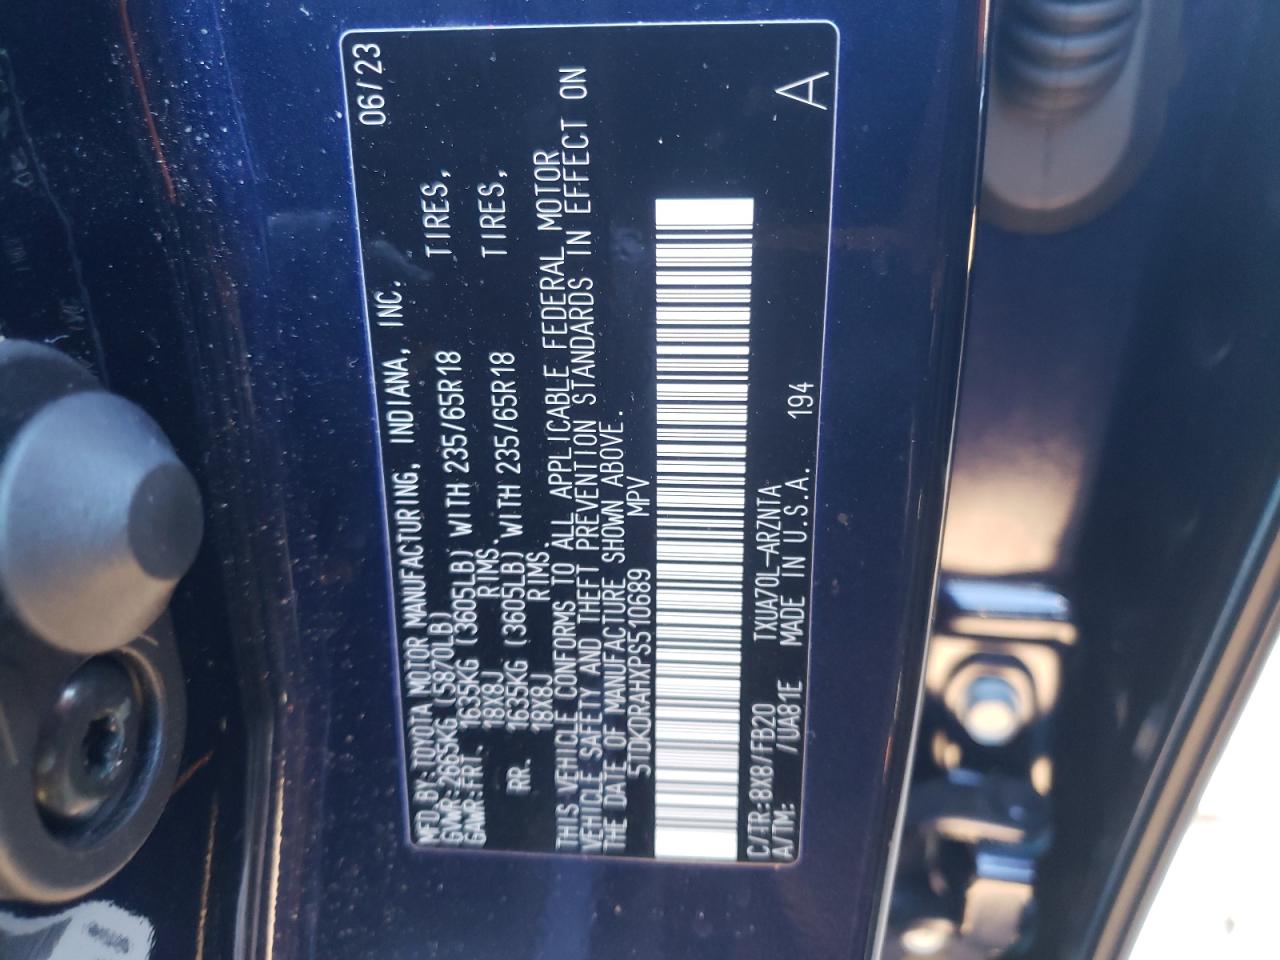 MFD.BY:TOYOTA MOTOR MANUFACTURING, INDIANA, INC. 06/23
GVWR:2665KG (5870LB)
GAWR:FRT. 1635KG (3605LB) WITH 235/65R18 TIRES,
18X8J RIMS,
RR. 1635KG (3605LB) WITH 235/65R18 TIRES,
18X8J RIMS.
THIS VEHICLE CONFORMS TO ALL APPLICABLE FEDERAL MOTOR
VEHICLE SAFETY AND THEFT PREVENTION STANDARDS IN EFFECT ON
THE DATE OF MANUFACTURE SHOWN ABOVE.
5TDKDRAHXPS510689 MPV
C/TR:8X8/FB20 TXUA70L-ARZNTA
A/TM: /UA81E MADE IN U.S.A. 194 A